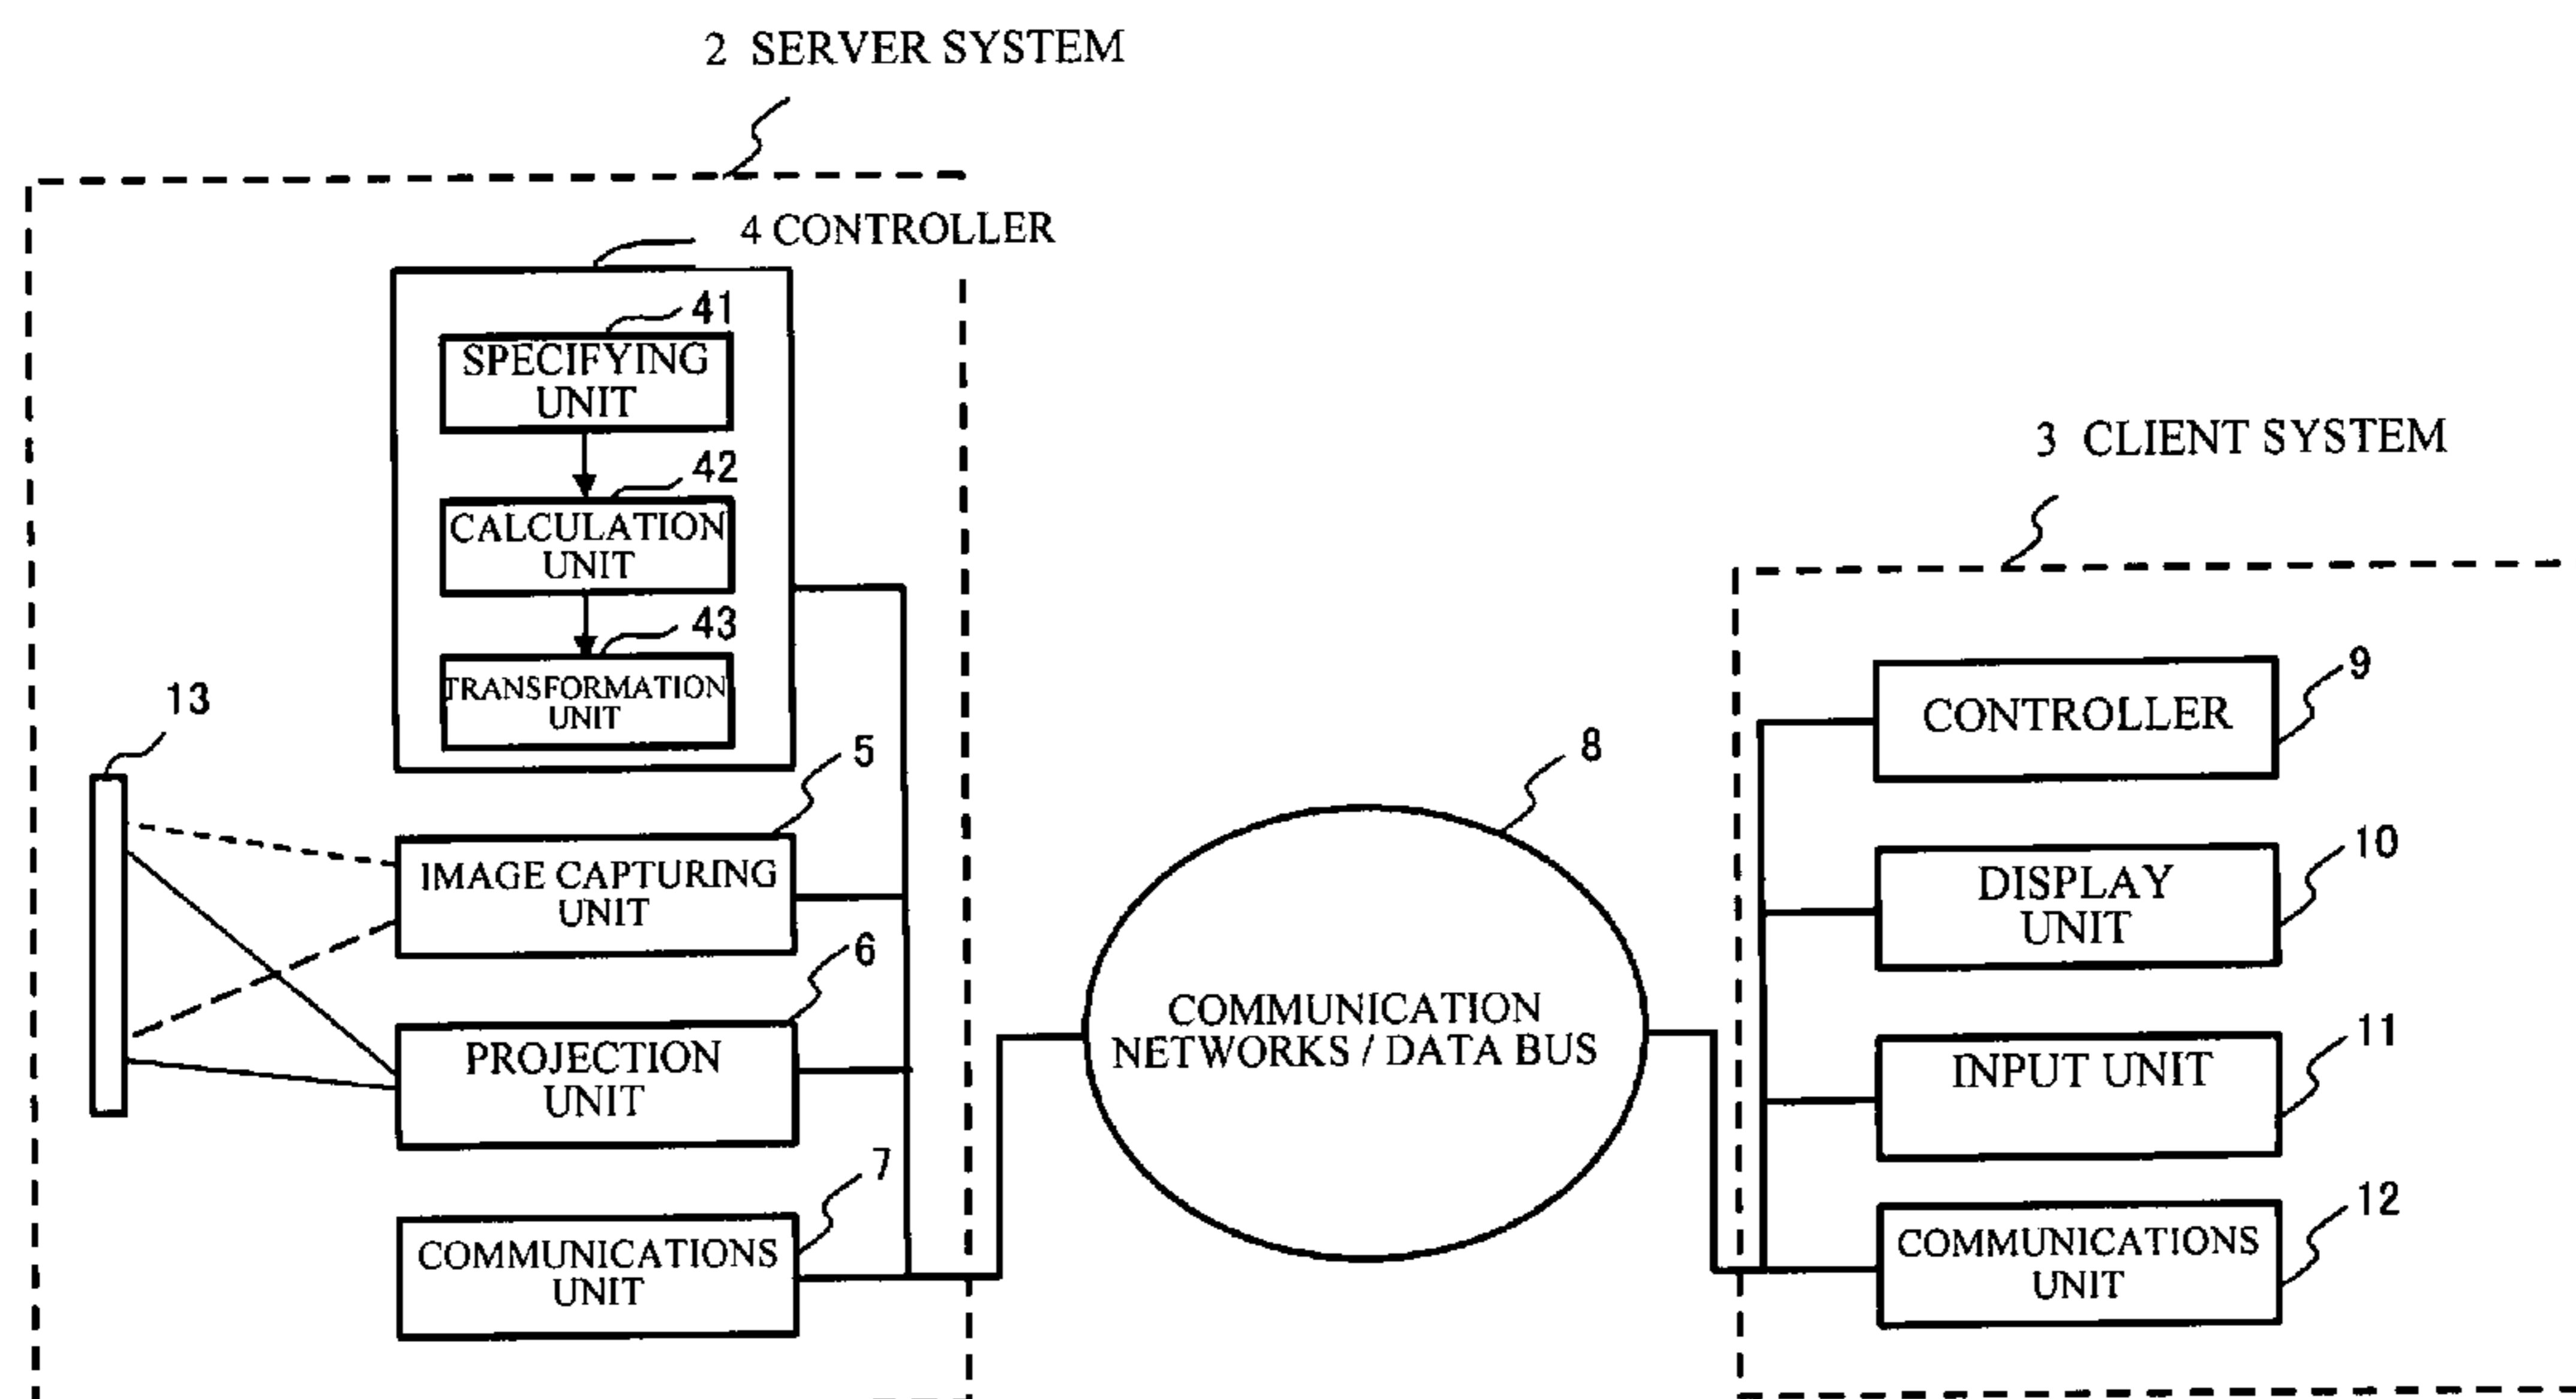 2 SERVER SYSTEM
4 CONTROLLER
41
SPECIFYING
UNIT
42
CALCULATION
UNIT
43
TRANSFORMATION
UNIT
13
5
IMAGE CAPTURING
UNIT
6
PROJECTION
UNIT
7
COMMUNICATIONS
UNIT
8
COMMUNICATION
NETWORKS / DATA BUS
3 CLIENT SYSTEM
9
CONTROLLER
10
DISPLAY
UNIT
11
INPUT UNIT
12
COMMUNICATIONS
UNIT